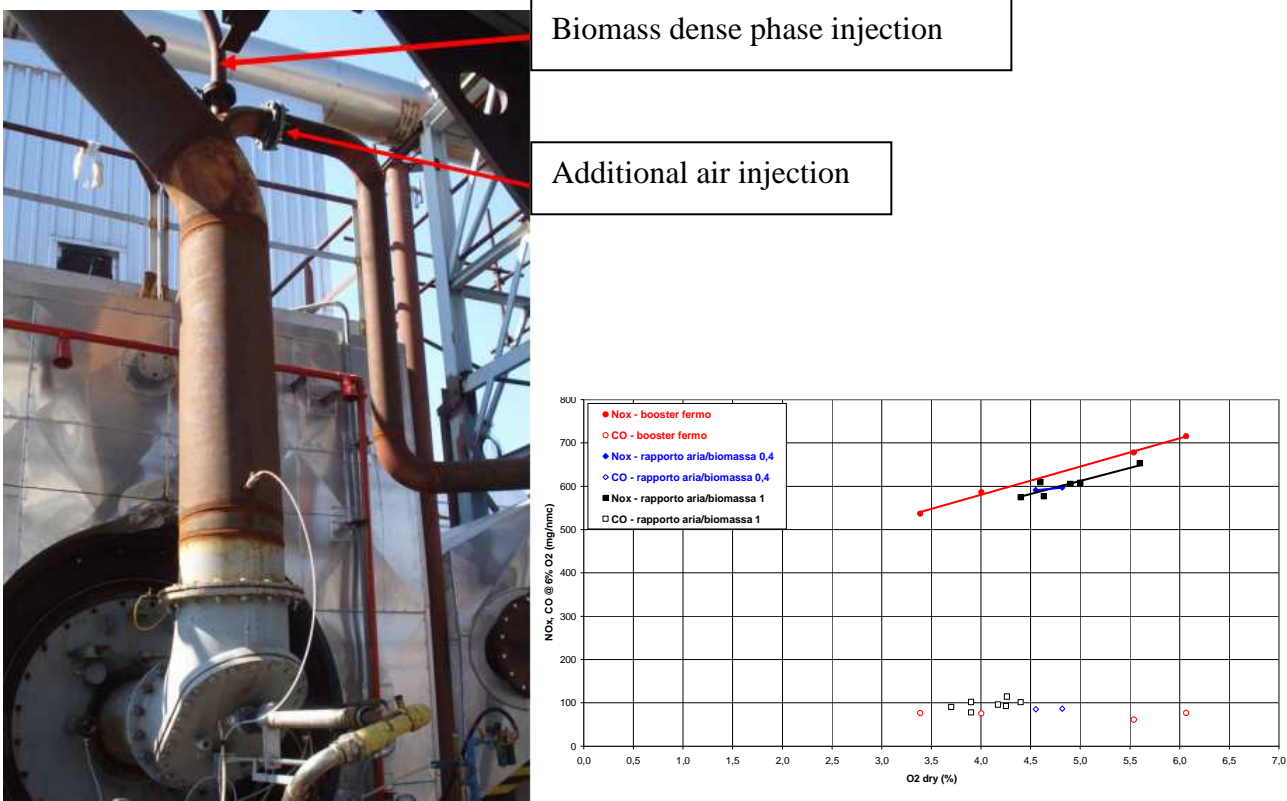 Biomass dense phase injection
Additional air injection
Nox - booster fermo
CO - booster fermo
Nox - rapporto aria/biomassa 0,4
CO - rapporto aria/biomassa 0,4
Nox - rapporto aria/biomassa 1
CO - rapporto aria/biomassa 1
NOx, CO @ 6% O2 (mg/nmc)
800
700
600
500
400
300
200
100
0
0,0 0,5 1,0 1,5 2,0 2,5 3,0 3,5 4,0 4,5 5,0 5,5 6,0 6,5 7,0
O2 dry (%)